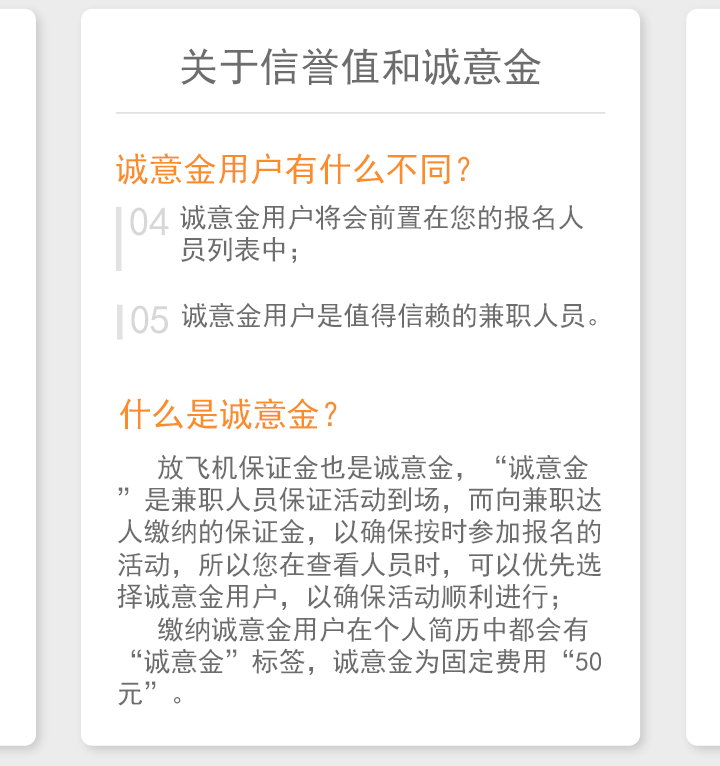 关于信誉值和诚意金
诚意金用户有什么不同？
04 诚意金用户将会前置在您的报名人
员列表中；
05 诚意金用户是值得信赖的兼职人员。
什么是诚意金？
放飞机保证金也是诚意金，“诚意金
”是兼职人员保证活动到场，而向兼职达
人缴纳的保证金，以确保按时参加报名的
活动，所以您在查看人员时，可以优先选
择诚意金用户，以确保活动顺利进行；
缴纳诚意金用户在个人简历中都会有
“诚意金”标签，诚意金为固定费用“50
元”。